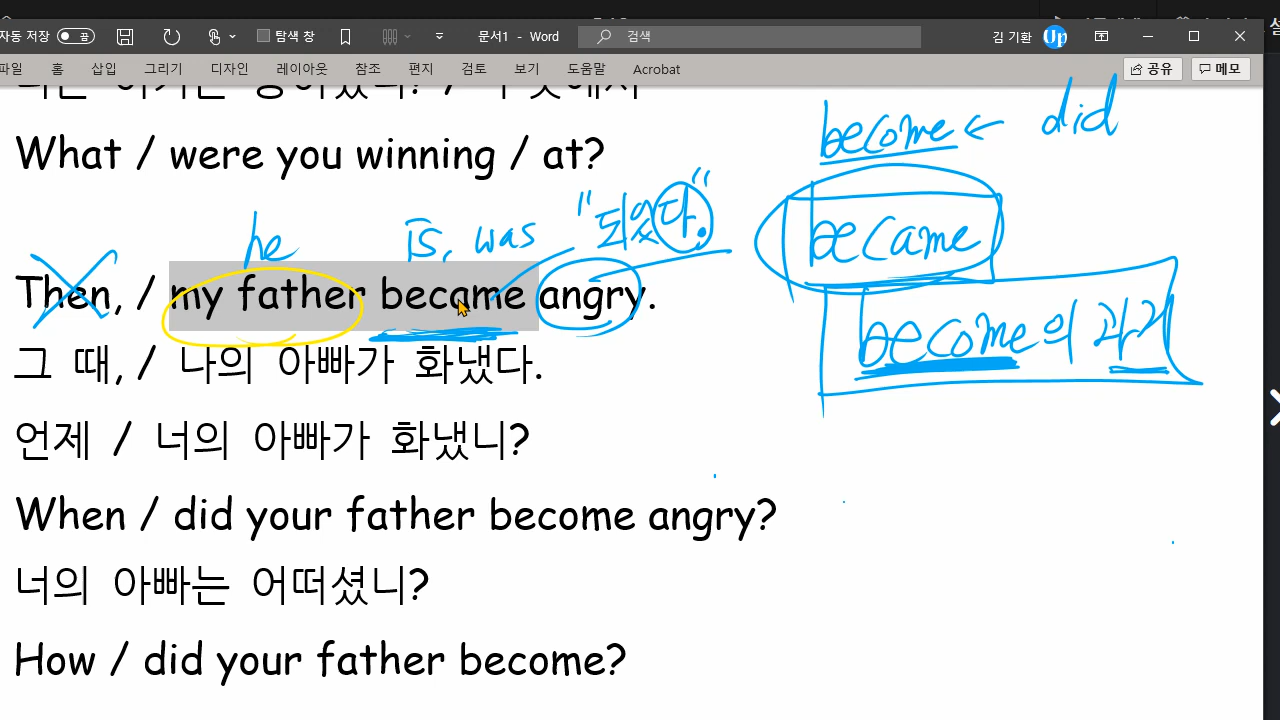 자동 저장 탐색 창 문서1 - Word 검색 김 기환 Up
파일 홈 삽입 그리기 디자인 레이아웃 참조 편지 검토 보기 도움말 Acrobat 공유 메모
What / were you winning / at?
become ← did
became
become의 과거
he is, was "되었다."
Then, / my father became angry.
그 때, / 나의 아빠가 화냈다.
언제 / 너의 아빠가 화냈니?
When / did your father become angry?
너의 아빠는 어떠셨니?
How / did your father become?